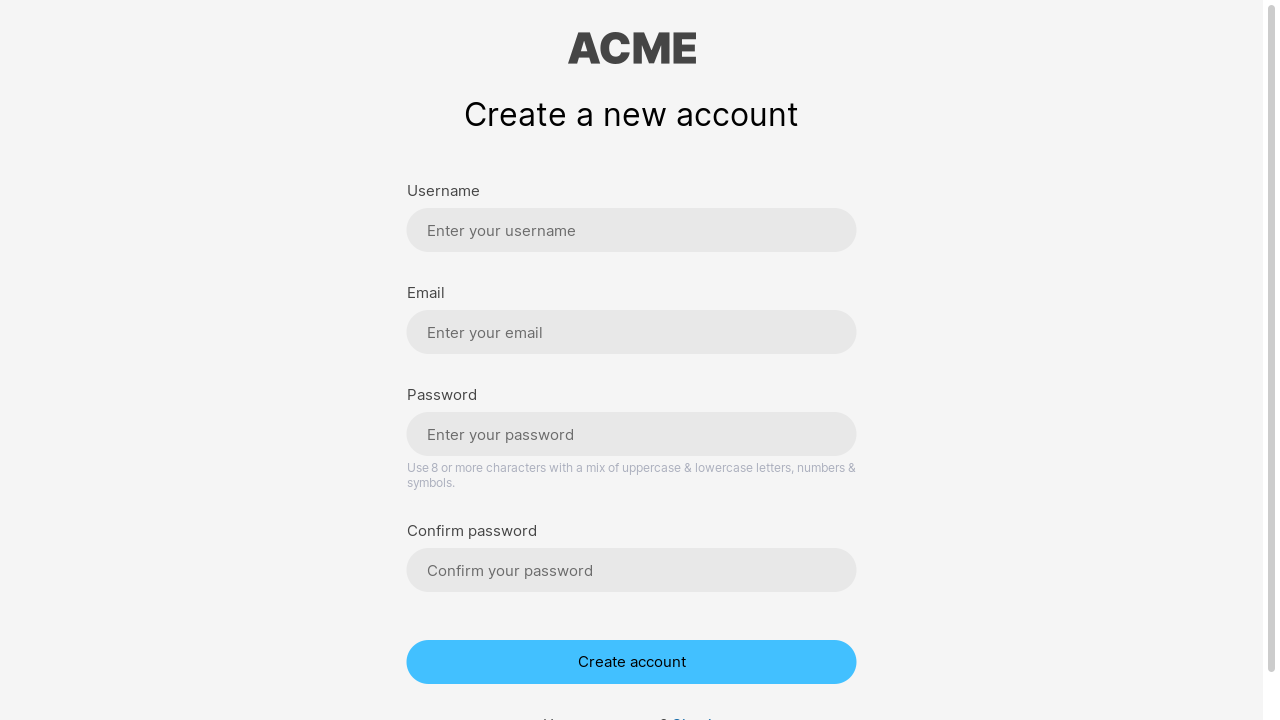 ACME
Create a new account
Username
Enter your username
Email
Enter your email
Password
Enter your password
Use 8 or more characters with a mix of uppercase & lowercase letters, numbers &
symbols.
Confirm password
Confirm your password
Create account